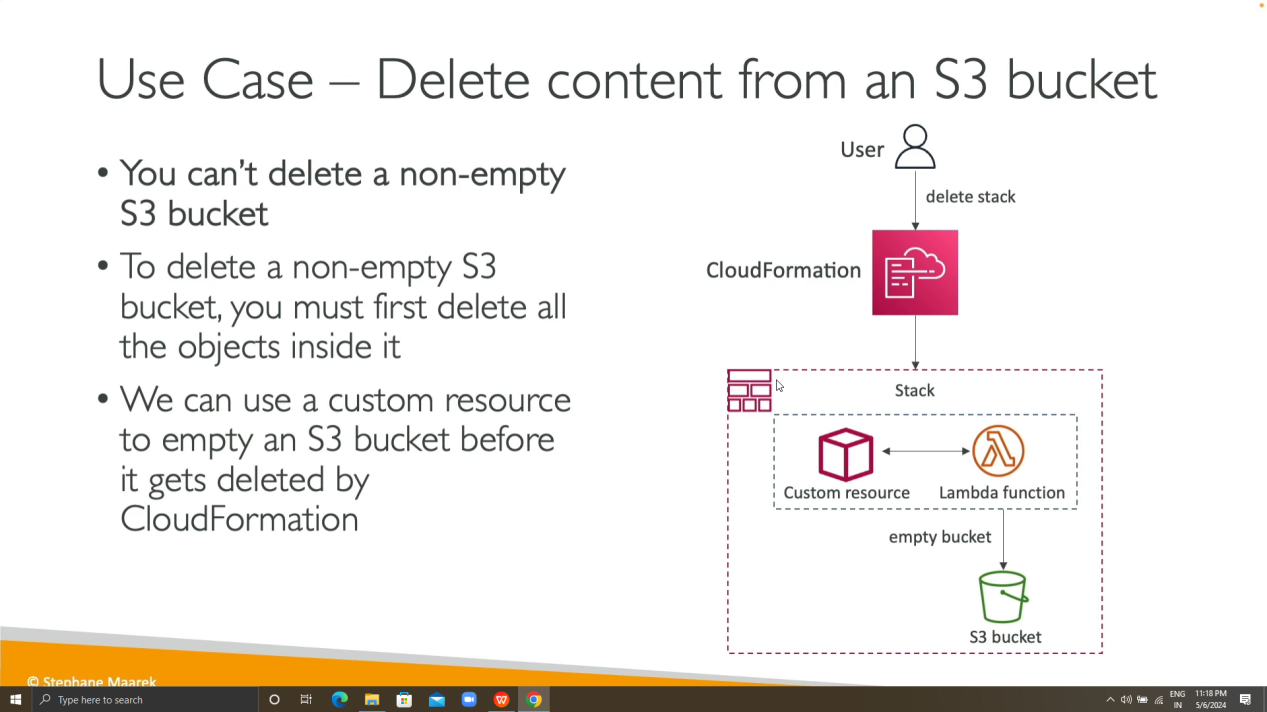 Use Case – Delete content from an S3 bucket
• You can't delete a non-empty
S3 bucket
• To delete a non-empty S3
bucket, you must first delete all
the objects inside it
• We can use a custom resource
to empty an S3 bucket before
it gets deleted by
CloudFormation
User
delete stack
CloudFormation
Stack
Custom resource
Lambda function
empty bucket
S3 bucket
© Stephane Maarek
Type here to search
ENG
IN
11:18 PM
5/6/2024